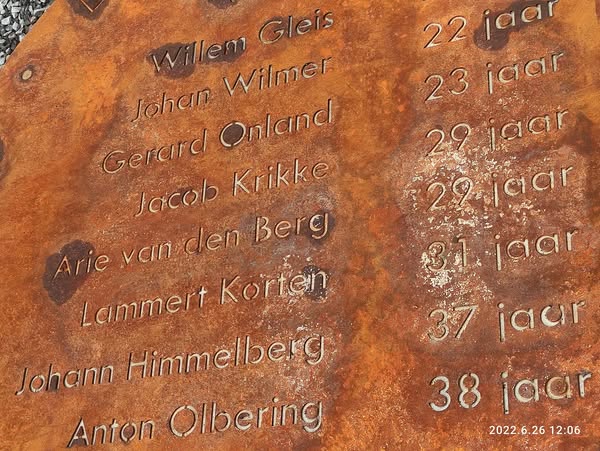 Willem Gleis
Johan Wilmer 22 jaar
Gerard Onland 23 jaar
Jacob Krikke 29 jaar
Arie van den Berg 29 jaar
Lammert Korten 31 jaar
Johann Himmelberg 37 jaar
Anton Olbering 38 jaar
2022.6.26 12:06